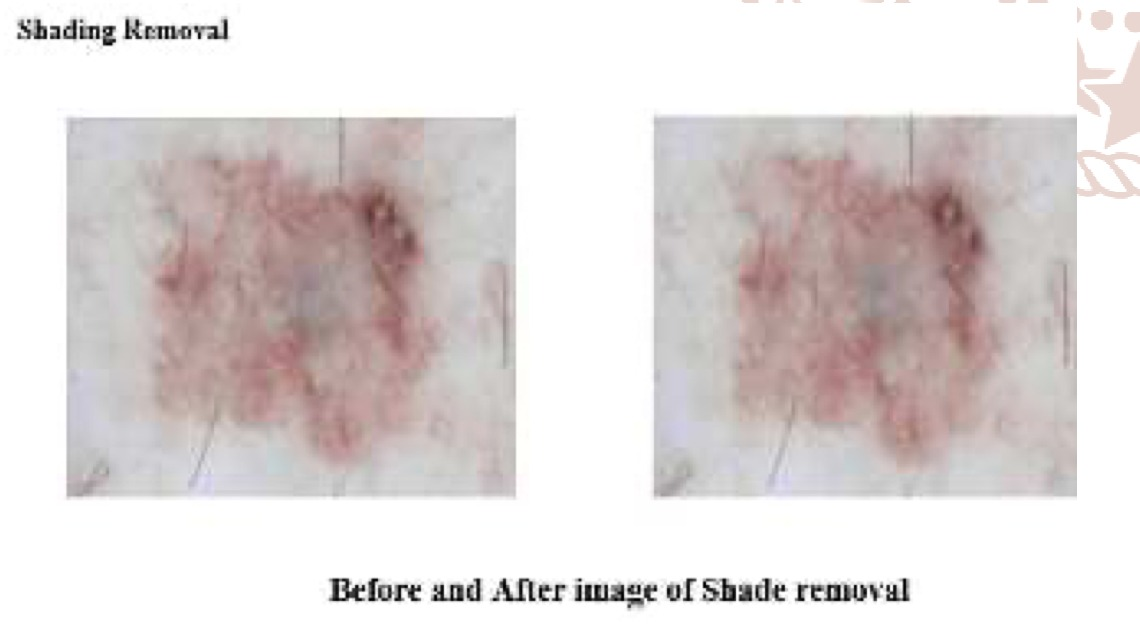 Shading Removal
Before and After image of Shade removal